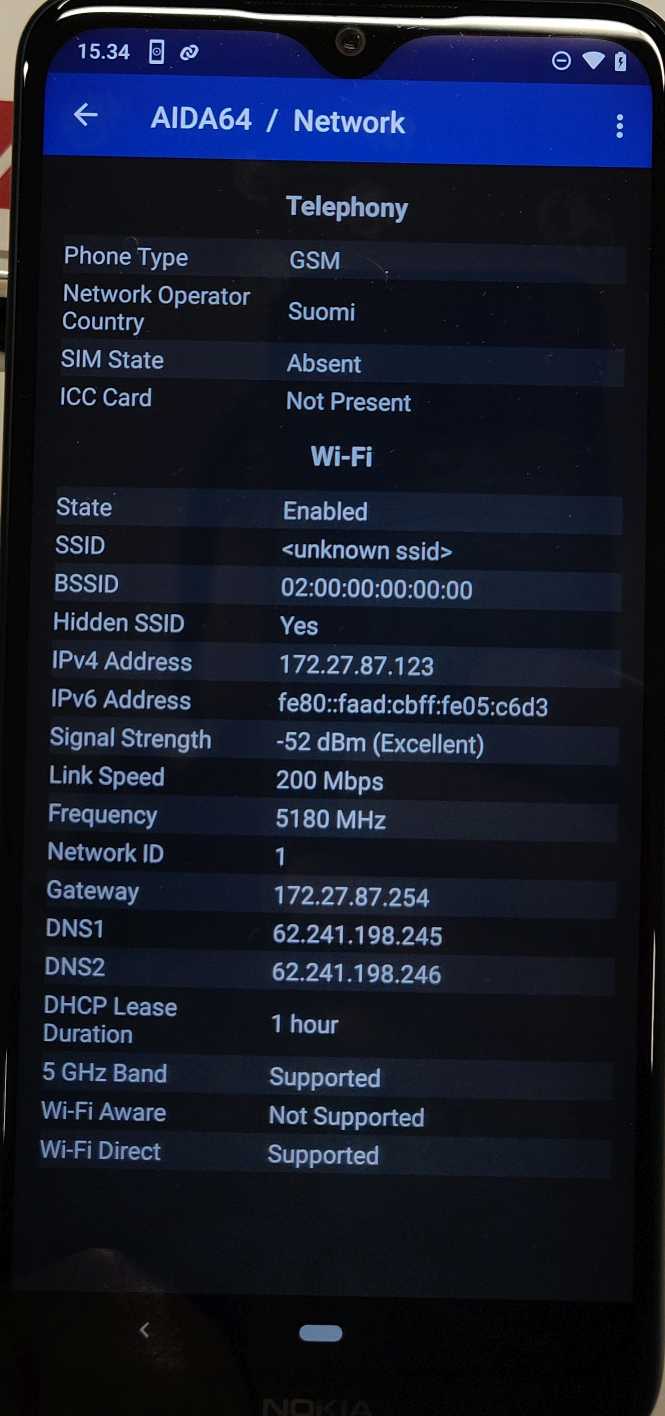 15.34
AIDA64 / Network
Telephony
Phone Type GSM
Network Operator Country Suomi
SIM State Absent
ICC Card Not Present
Wi-Fi
State Enabled
SSID <unknown ssid>
BSSID 02:00:00:00:00:00
Hidden SSID Yes
IPv4 Address 172.27.87.123
IPv6 Address fe80::faad:cbff:fe05:c6d3
Signal Strength -52 dBm (Excellent)
Link Speed 200 Mbps
Frequency 5180 MHz
Network ID 1
Gateway 172.27.87.254
DNS1 62.241.198.245
DNS2 62.241.198.246
DHCP Lease Duration 1 hour
5 GHz Band Supported
Wi-Fi Aware Not Supported
Wi-Fi Direct Supported
NOKIA